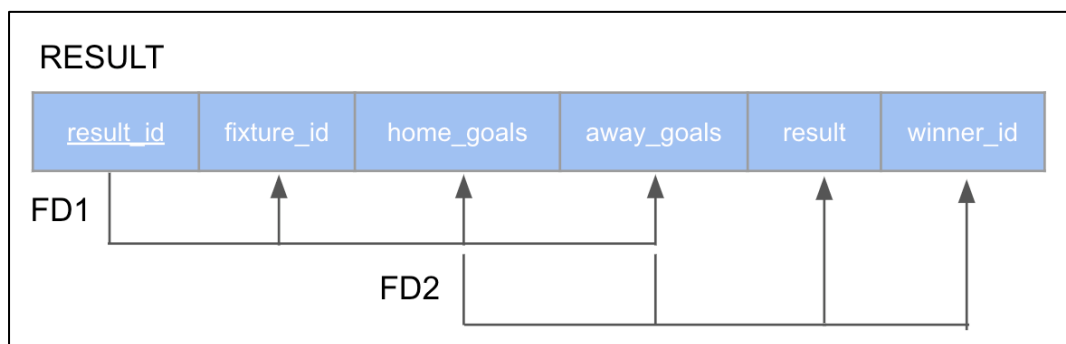 RESULT
result_id fixture_id home_goals away_goals result winner_id
FD1
FD2